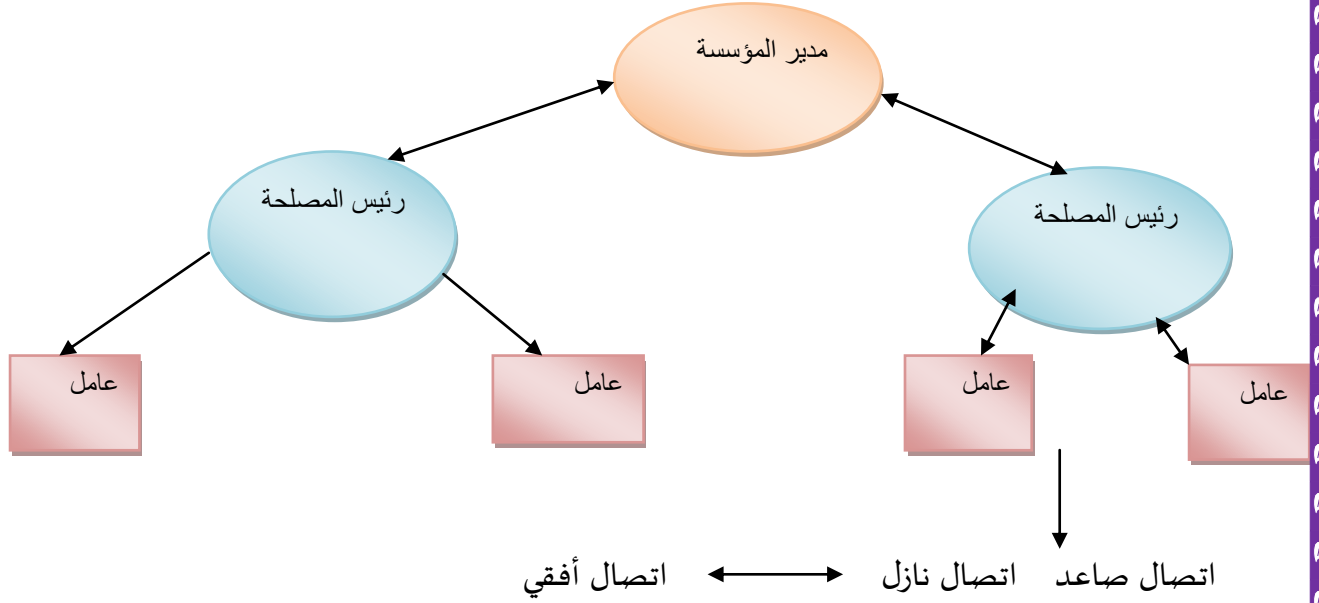 مدير المؤسسة
رئيس المصلحة
رئيس المصلحة
عامل
عامل
عامل
عامل
اتصال صاعد اتصال نازل اتصال أفقي